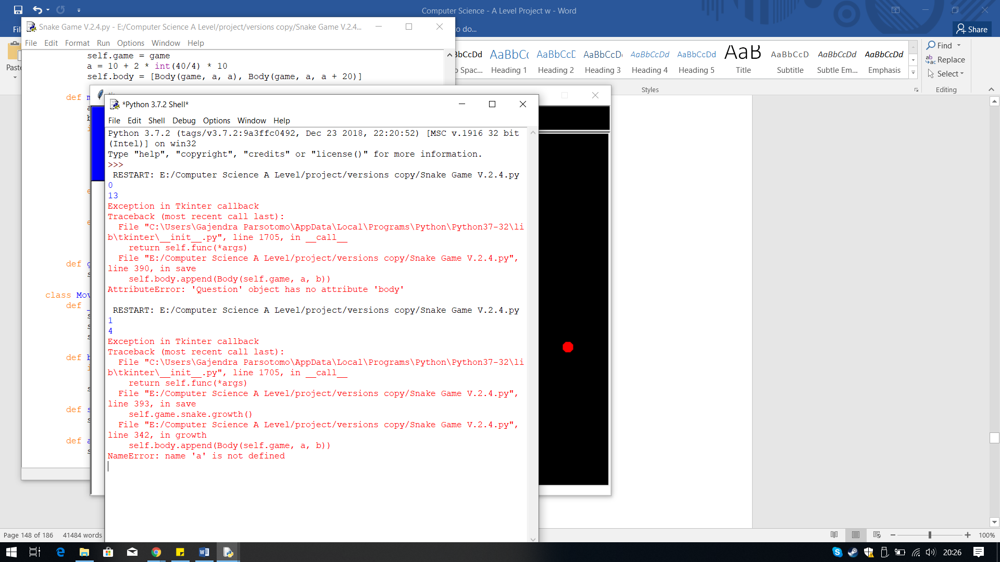 Computer Science - A Level Project w - Word
Share
Paste
Find
Replace
Select
Editing
AaBbCcDd
Heading 1
Heading 2
Heading 3
Heading 4
Heading 5
Title
Subtitle
Subtle Em...
Emphasis
Styles
Snake Game V.2.4.py - E:/Computer Science A Level/project/versions copy/Snake Game V.2.4...
File Edit Format Run Options Window Help
self.game = game
a = 10 + 2 * int(40/4) * 10
self.body = [Body(game, a, a), Body(game, a, a + 20)]
def
class Mov
def
def
def
def
*Python 3.7.2 Shell*
File Edit Shell Debug Options Window Help
Python 3.7.2 (tags/v3.7.2:9a3ffc0492, Dec 23 2018, 22:20:52) [MSC v.1916 32 bit
(Intel)] on win32
Type "help", "copyright", "credits" or "license()" for more information.
>>>
RESTART: E:/Computer Science A Level/project/versions copy/Snake Game V.2.4.py
0
13
Exception in Tkinter callback
Traceback (most recent call last):
File "C:\Users\Gajendra Parsotomo\AppData\Local\Programs\Python\Python37-32\li
b\tkinter\__init__.py", line 1705, in __call__
return self.func(*args)
File "E:/Computer Science A Level/project/versions copy/Snake Game V.2.4.py",
line 390, in save
self.body.append(Body(self.game, a, b))
AttributeError: 'Question' object has no attribute 'body'
RESTART: E:/Computer Science A Level/project/versions copy/Snake Game V.2.4.py
1
4
Exception in Tkinter callback
Traceback (most recent call last):
File "C:\Users\Gajendra Parsotomo\AppData\Local\Programs\Python\Python37-32\li
b\tkinter\__init__.py", line 1705, in __call__
return self.func(*args)
File "E:/Computer Science A Level/project/versions copy/Snake Game V.2.4.py",
line 393, in save
self.game.snake.growth()
File "E:/Computer Science A Level/project/versions copy/Snake Game V.2.4.py",
line 342, in growth
self.body.append(Body(self.game, a, b))
NameError: name 'a' is not defined
Page 148 of 186 41484 words
100%
20:26